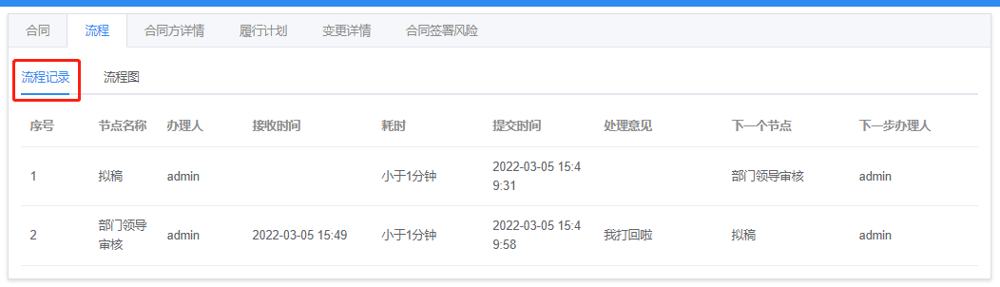 合同 流程 合同方详情 履行计划 变更详情 合同签署风险
流程记录 流程图
序号 节点名称 办理人 接收时间 耗时 提交时间 处理意见 下一个节点 下一步办理人
1 拟稿 admin 小于1分钟 2022-03-05 15:4
9:31 部门领导审核 admin
2 部门领导
审核 admin 2022-03-05 15:49 小于1分钟 2022-03-05 15:4
9:58 我打回啦 拟稿 admin